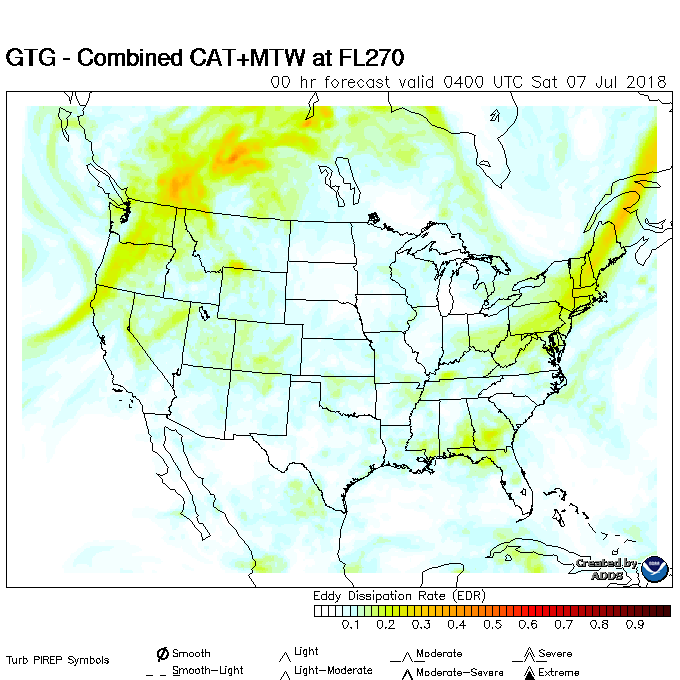 GTG - Combined CAT+MTW at FL270
00 hr forecast valid 0400 UTC Sat 07 Jul 2018
Created by
ADDS
Eddy Dissipation Rate (EDR)
0.1 0.2 0.3 0.4 0.5 0.6 0.7 0.8 0.9
Turb PIREP Symbols
Smooth Light Moderate Severe
Smooth-Light Light-Moderate Moderate-Severe Extreme